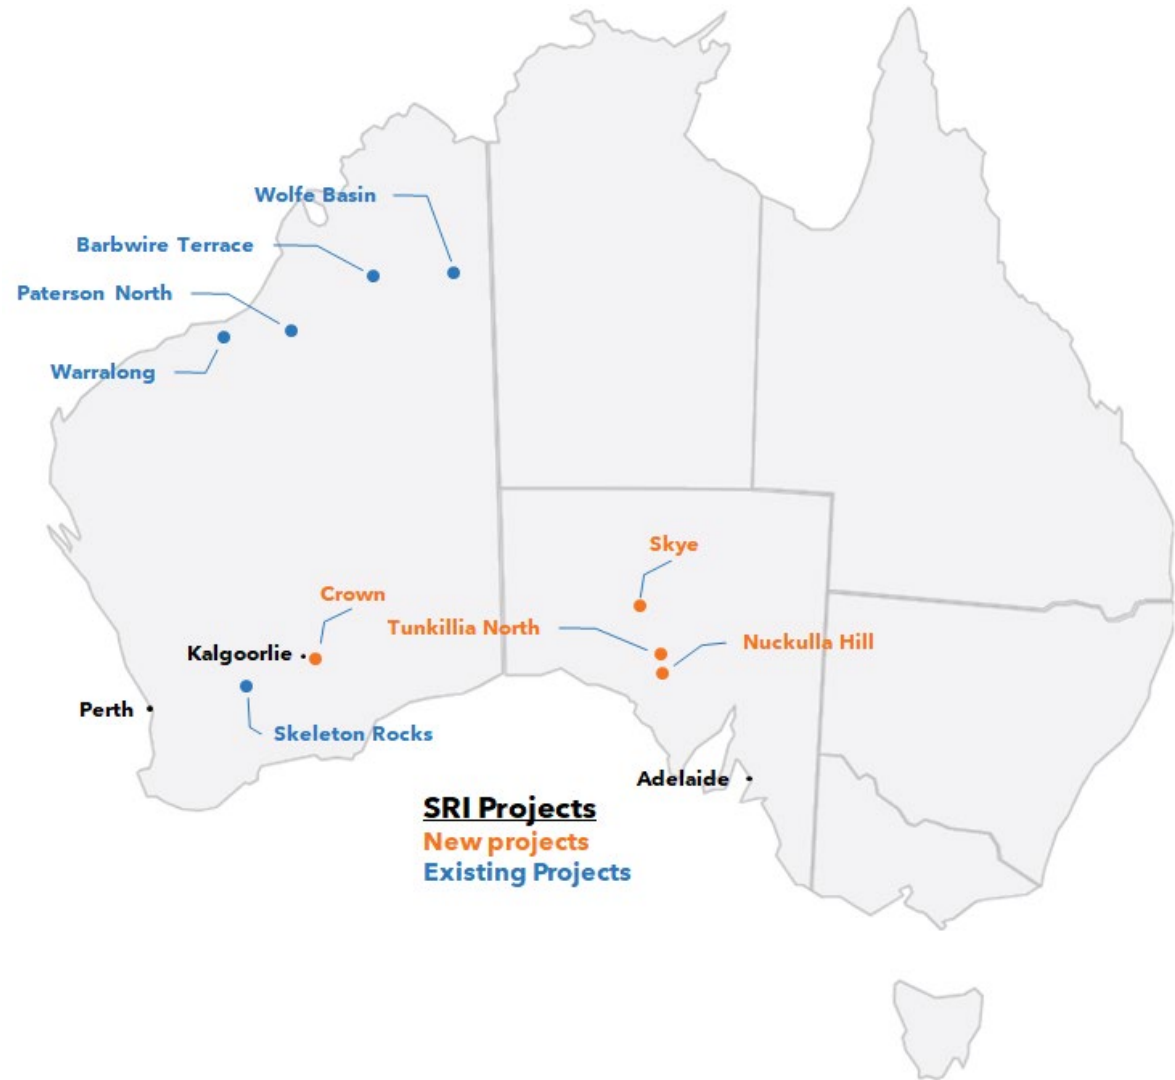 Wolfe Basin
Barbwire Terrace
Paterson North
Warralong
Skye
Crown
Tunkillia North
Nuckulla Hill
Kalgoorlie
Perth
Skeleton Rocks
Adelaide
SRI Projects
New projects
Existing Projects